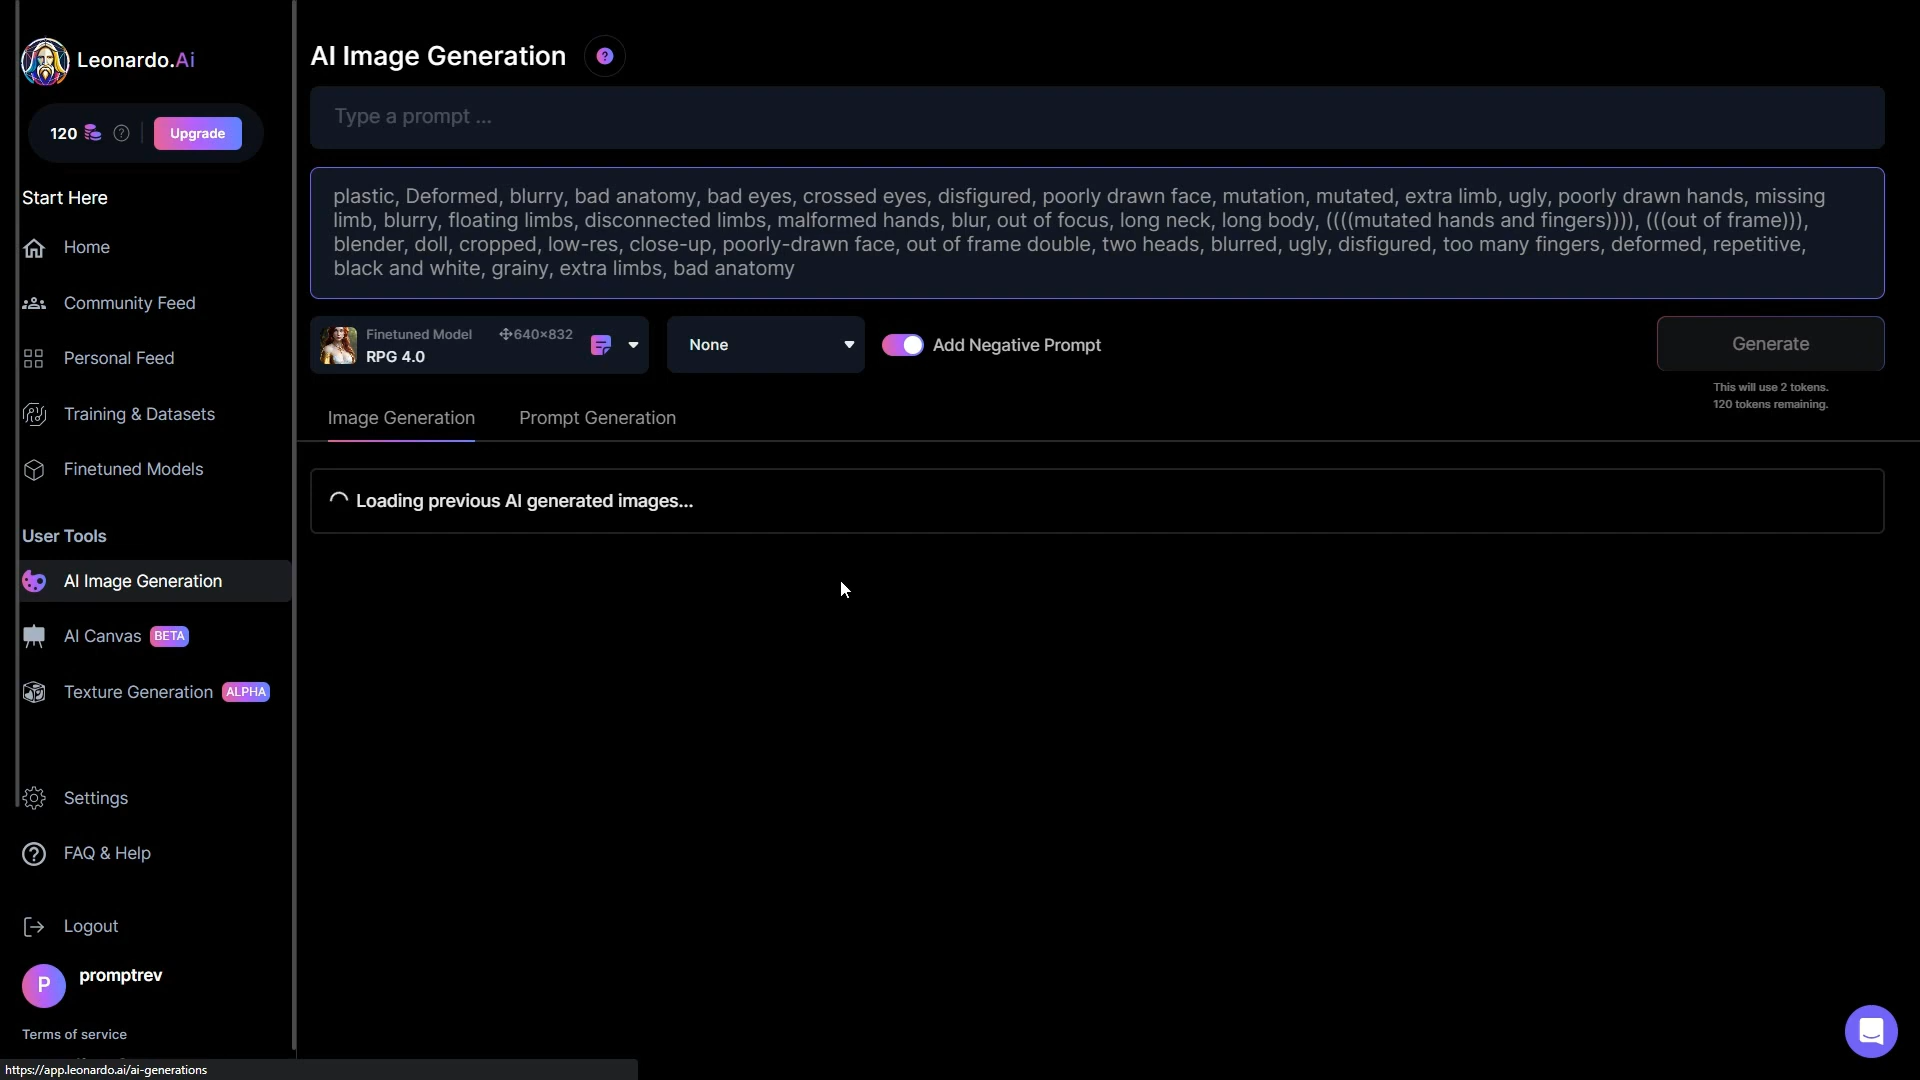 Leonardo.Ai
120
Upgrade
Start Here
Home
Community Feed
Personal Feed
Training & Datasets
Finetuned Models
User Tools
AI Image Generation
AI Canvas BETA
Texture Generation ALPHA
Settings
FAQ & Help
Logout
P
promptrev
Terms of service
https://app.leonardo.ai/ai-generations
AI Image Generation ?
Type a prompt ...
plastic, Deformed, blurry, bad anatomy, bad eyes, crossed eyes, disfigured, poorly drawn face, mutation, mutated, extra limb, ugly, poorly drawn hands, missing
limb, blurry, floating limbs, disconnected limbs, malformed hands, blur, out of focus, long neck, long body, ((((mutated hands and fingers)))), (((out of frame))),
blender, doll, cropped, low-res, close-up, poorly-drawn face, out of frame double, two heads, blurred, ugly, disfigured, too many fingers, deformed, repetitive,
black and white, grainy, extra limbs, bad anatomy
Finetuned Model 640×832
RPG 4.0
None
Add Negative Prompt
Generate
This will use 2 tokens.
120 tokens remaining.
Image Generation
Prompt Generation
Loading previous AI generated images...